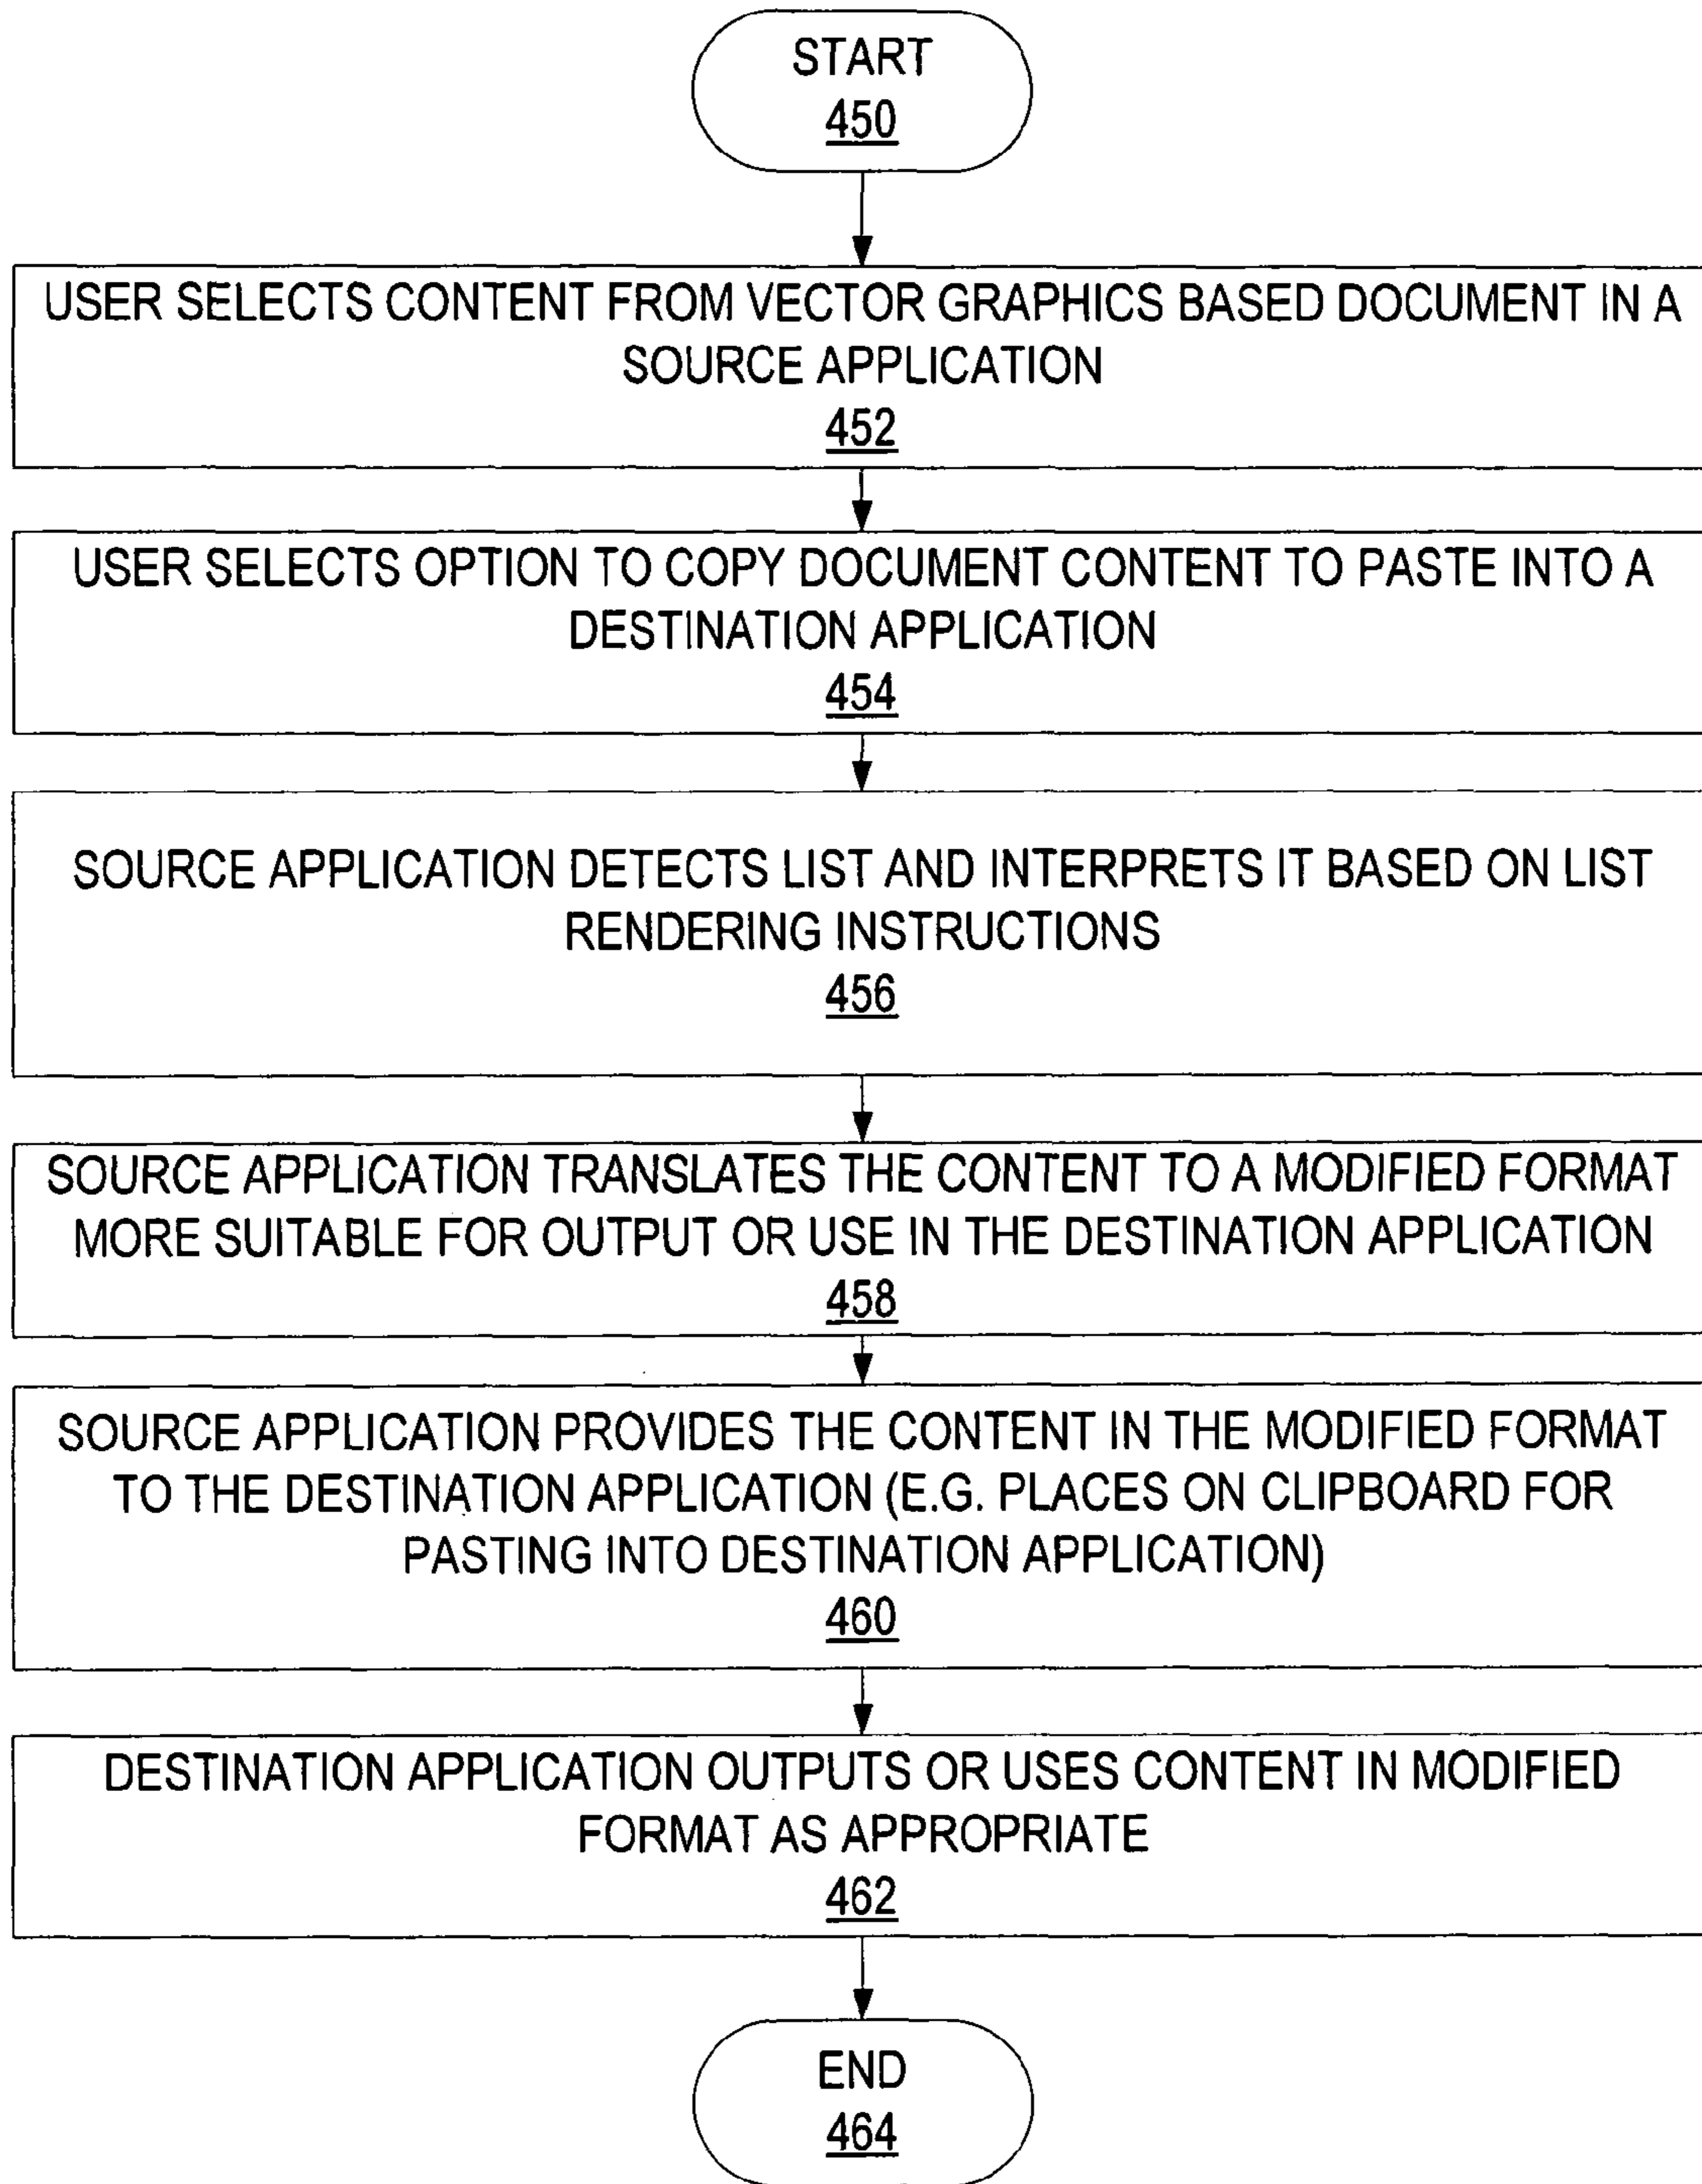 START
450
USER SELECTS CONTENT FROM VECTOR GRAPHICS BASED DOCUMENT IN A
SOURCE APPLICATION
452
USER SELECTS OPTION TO COPY DOCUMENT CONTENT TO PASTE INTO A
DESTINATION APPLICATION
454
SOURCE APPLICATION DETECTS LIST AND INTERPRETS IT BASED ON LIST
RENDERING INSTRUCTIONS
456
SOURCE APPLICATION TRANSLATES THE CONTENT TO A MODIFIED FORMAT
MORE SUITABLE FOR OUTPUT OR USE IN THE DESTINATION APPLICATION
458
SOURCE APPLICATION PROVIDES THE CONTENT IN THE MODIFIED FORMAT
TO THE DESTINATION APPLICATION (E.G. PLACES ON CLIPBOARD FOR
PASTING INTO DESTINATION APPLICATION)
460
DESTINATION APPLICATION OUTPUTS OR USES CONTENT IN MODIFIED
FORMAT AS APPROPRIATE
462
END
464